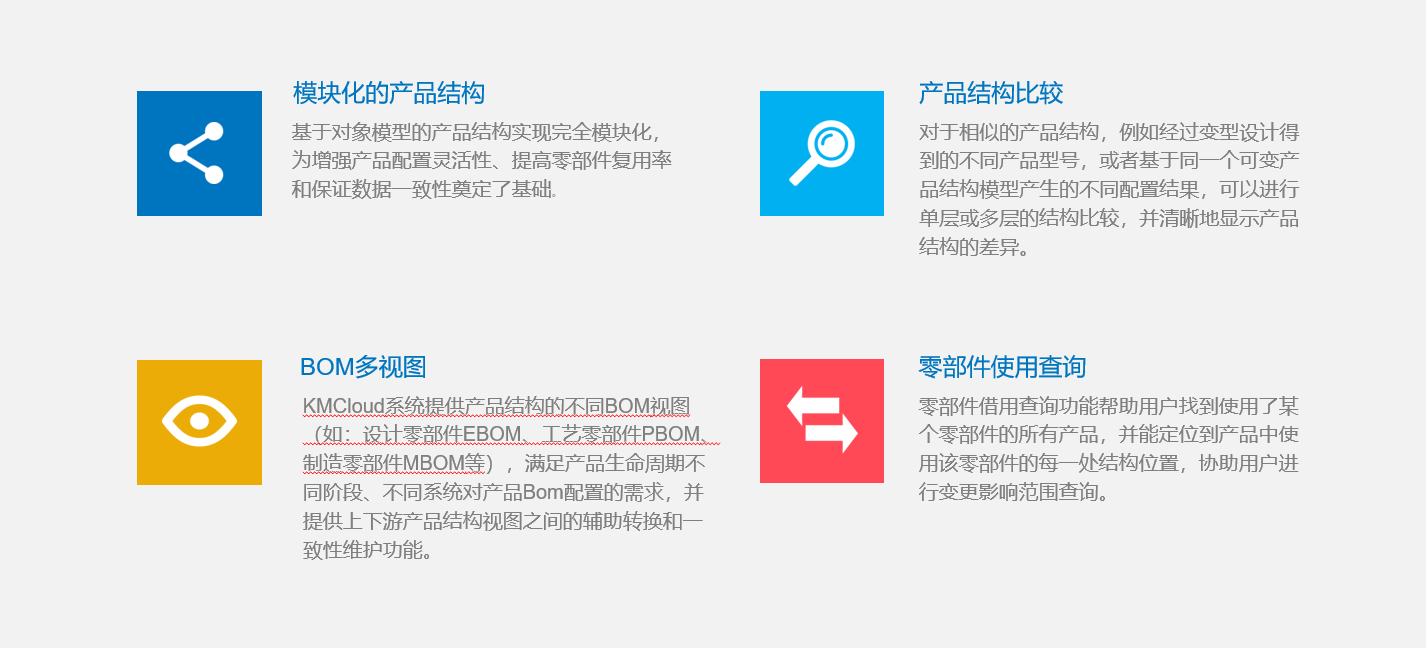 模块化的产品结构
基于对象模型的产品结构实现完全模块化，
为增强产品配置灵活性、提高零部件复用率
和保证数据一致性奠定了基础。
产品结构比较
对于相似的产品结构，例如经过变型设计得
到的不同产品型号，或者基于同一个可变产
品结构模型产生的不同配置结果，可以进行
单层或多层的结构比较，并清晰地显示产品
结构的差异。
BOM多视图
KMCloud系统提供产品结构的不同BOM视图
（如：设计零部件EBOM、工艺零部件PBOM、
制造零部件MBOM等），满足产品生命周期不
同阶段、不同系统对产品Bom配置的需求，并
提供上下游产品结构视图之间的辅助转换和一
致性维护功能。
零部件使用查询
零部件借用查询功能帮助用户找到使用了某
个零部件的所有产品，并能定位到产品中使
用该零部件的每一处结构位置，协助用户进
行变更影响范围查询。